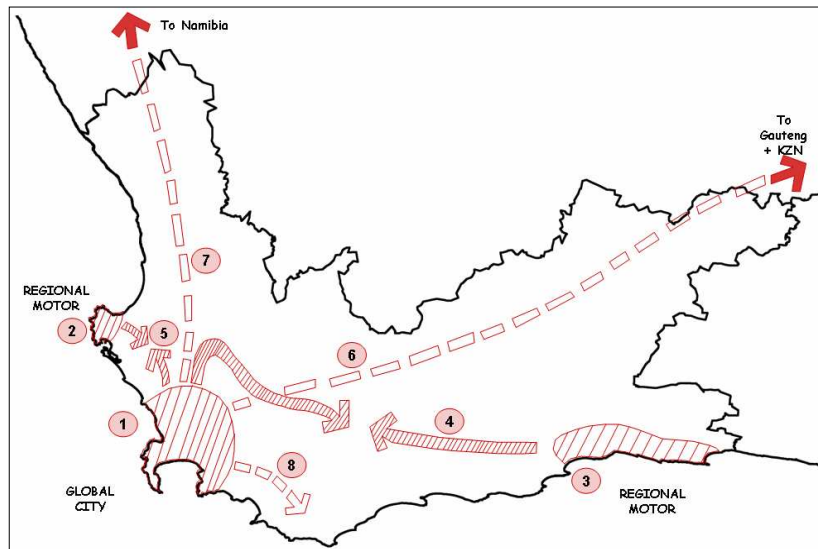 To Namibia
To
Gauteng
+ KZN
7
REGIONAL
MOTOR
2
5
6
1
4
8
3
GLOBAL
CITY
REGIONAL
MOTOR